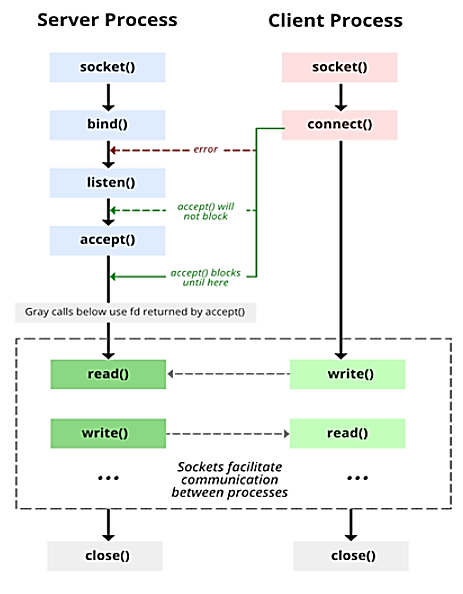 Server Process
Client Process
socket()
socket()
bind()
connect()
error
listen()
accept() will
not block
accept()
accept() blocks
until here
Gray calls below use fd returned by accept()
read()
write()
write()
read()
...
Sockets facilitate
communication
between processes
...
close()
close()